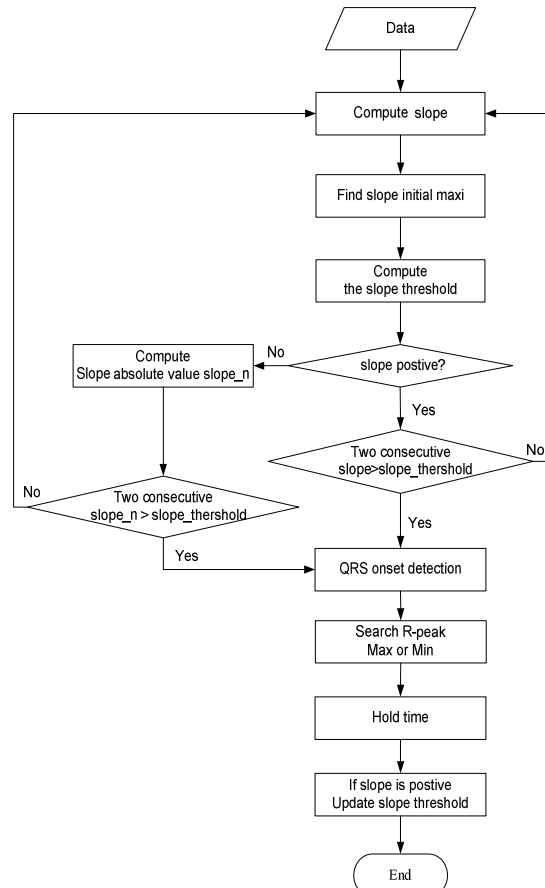 Data
Compute slope
Find slope initial maxi
Compute
the slope threshold
slope postive?
No
Compute
Slope absolute value slope_n
Yes
Two consecutive
slope>slope_thershold
No
Two consecutive
slope_n > slope_thershold
No
Yes
Yes
QRS onset detection
Search R-peak
Max or Min
Hold time
If slope is postive
Update slope threshold
End